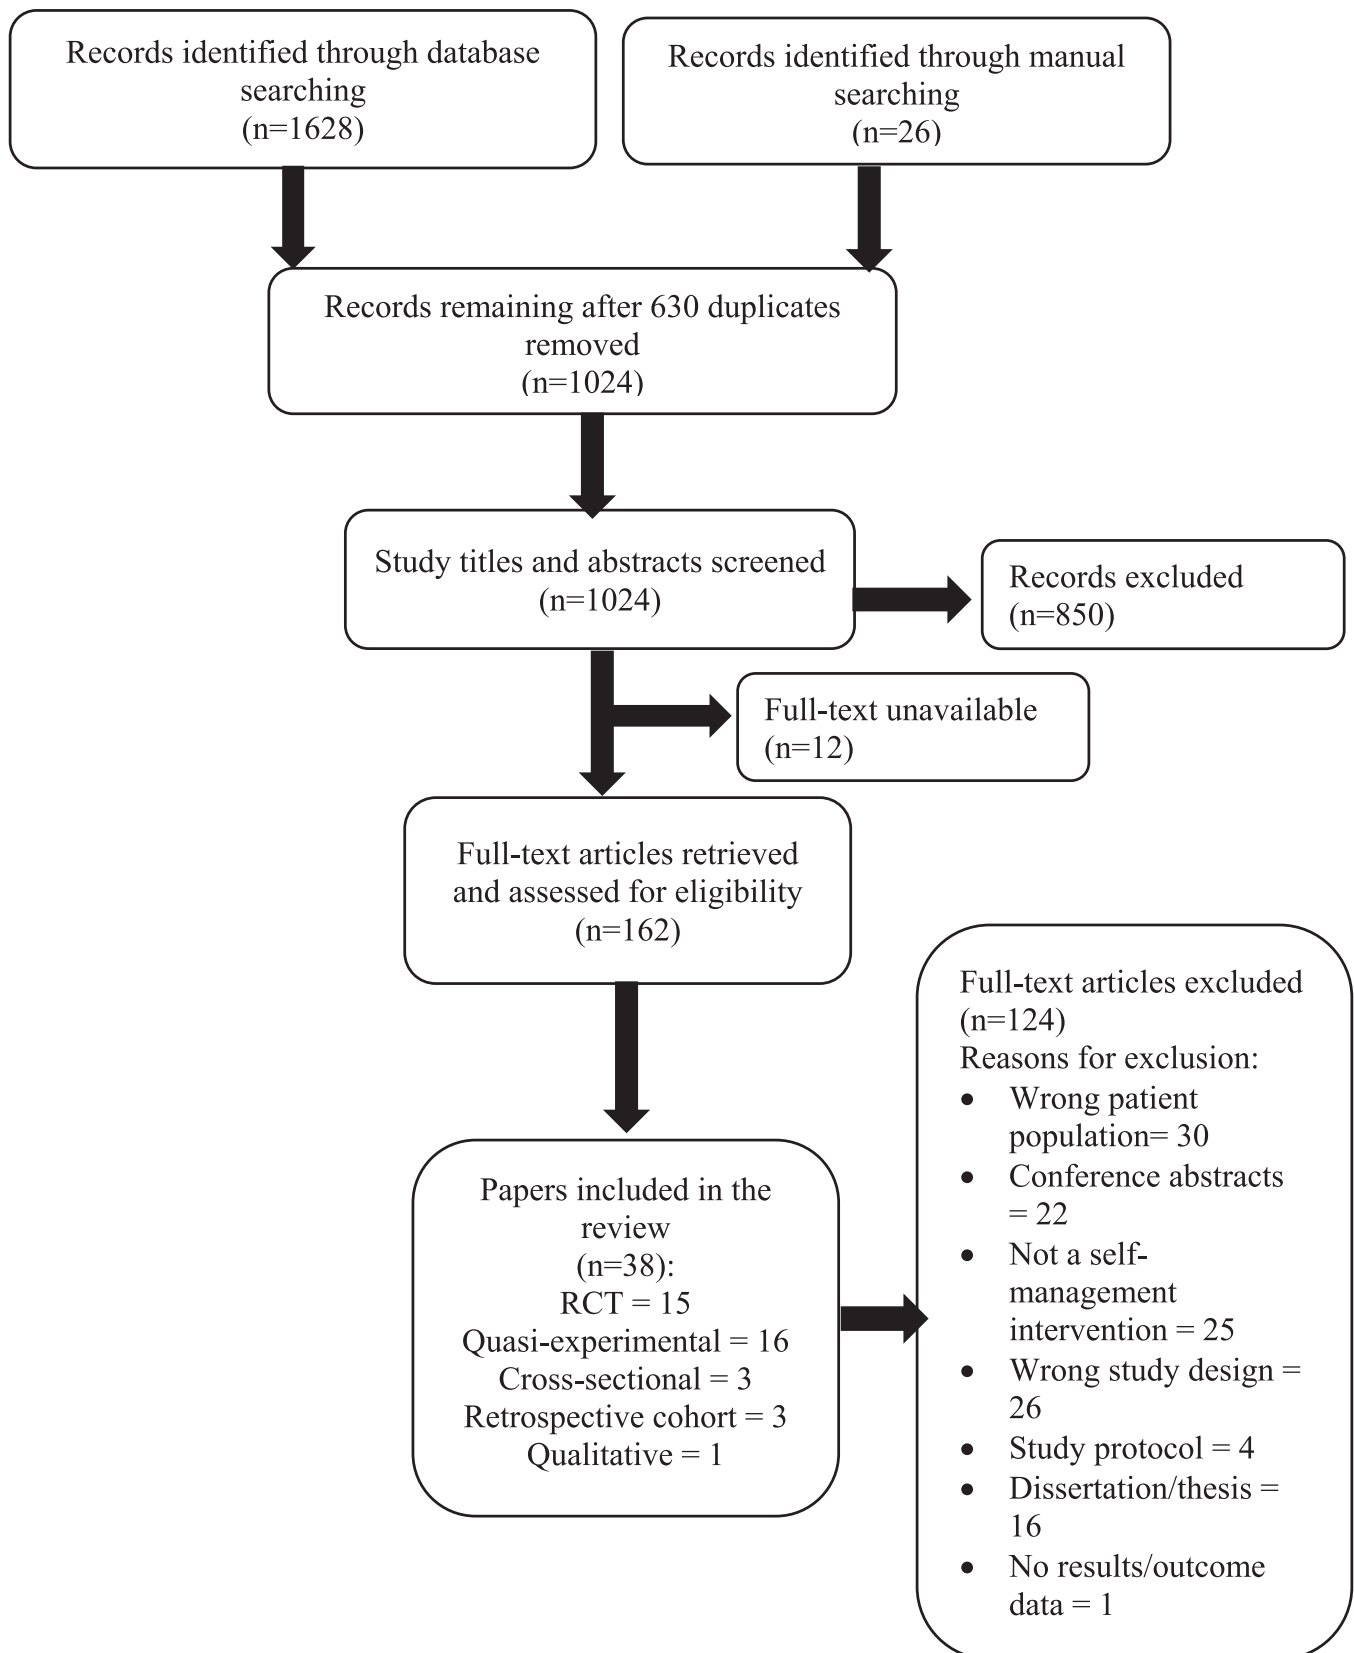 Records identified through database
searching
(n=1628)
Records identified through manual
searching
(n=26)
Records remaining after 630 duplicates
removed
(n=1024)
Study titles and abstracts screened
(n=1024)
Records excluded
(n=850)
Full-text unavailable
(n=12)
Full-text articles retrieved
and assessed for eligibility
(n=162)
Papers included in the
review
(n=38):
RCT = 15
Quasi-experimental = 16
Cross-sectional = 3
Retrospective cohort = 3
Qualitative = 1
Full-text articles excluded
(n=124)
Reasons for exclusion:
• Wrong patient
population= 30
• Conference abstracts
= 22
• Not a self-
management
intervention = 25
• Wrong study design =
26
• Study protocol = 4
• Dissertation/thesis =
16
• No results/outcome
data = 1